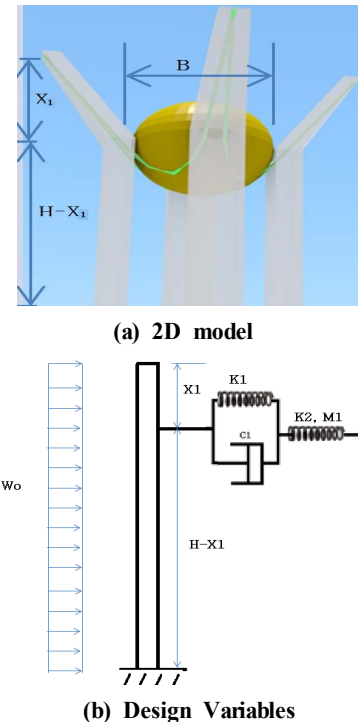 B
X₁
H-X₁
(a) 2D model
K1
X1
K2, M1
C1
Wo
H-X1
(b) Design Variables